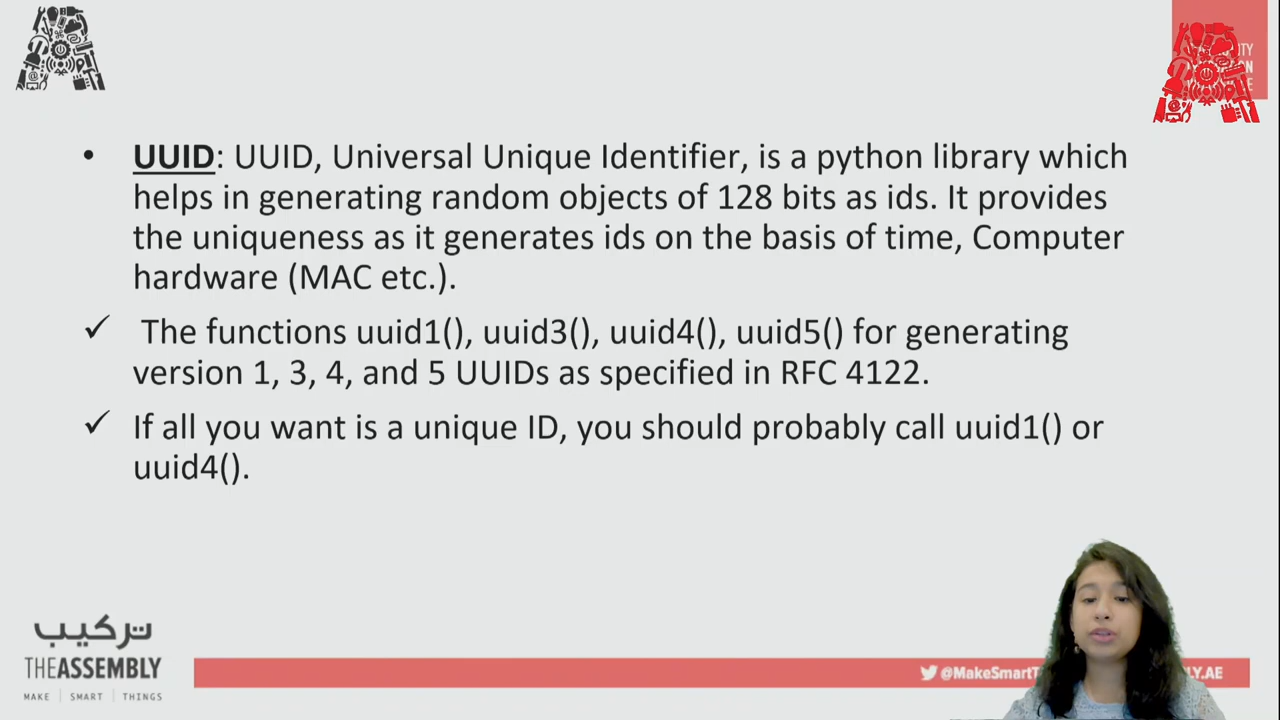 • UUID: UUID, Universal Unique Identifier, is a python library which
helps in generating random objects of 128 bits as ids. It provides
the uniqueness as it generates ids on the basis of time, Computer
hardware (MAC etc.).
✓ The functions uuid1(), uuid3(), uuid4(), uuid5() for generating
version 1, 3, 4, and 5 UUIDs as specified in RFC 4122.
✓ If all you want is a unique ID, you should probably call uuid1() or
uuid4().
تركيب
THEASSEMBLY
MAKE | SMART | THINGS
@MakeSmartT LY.AE